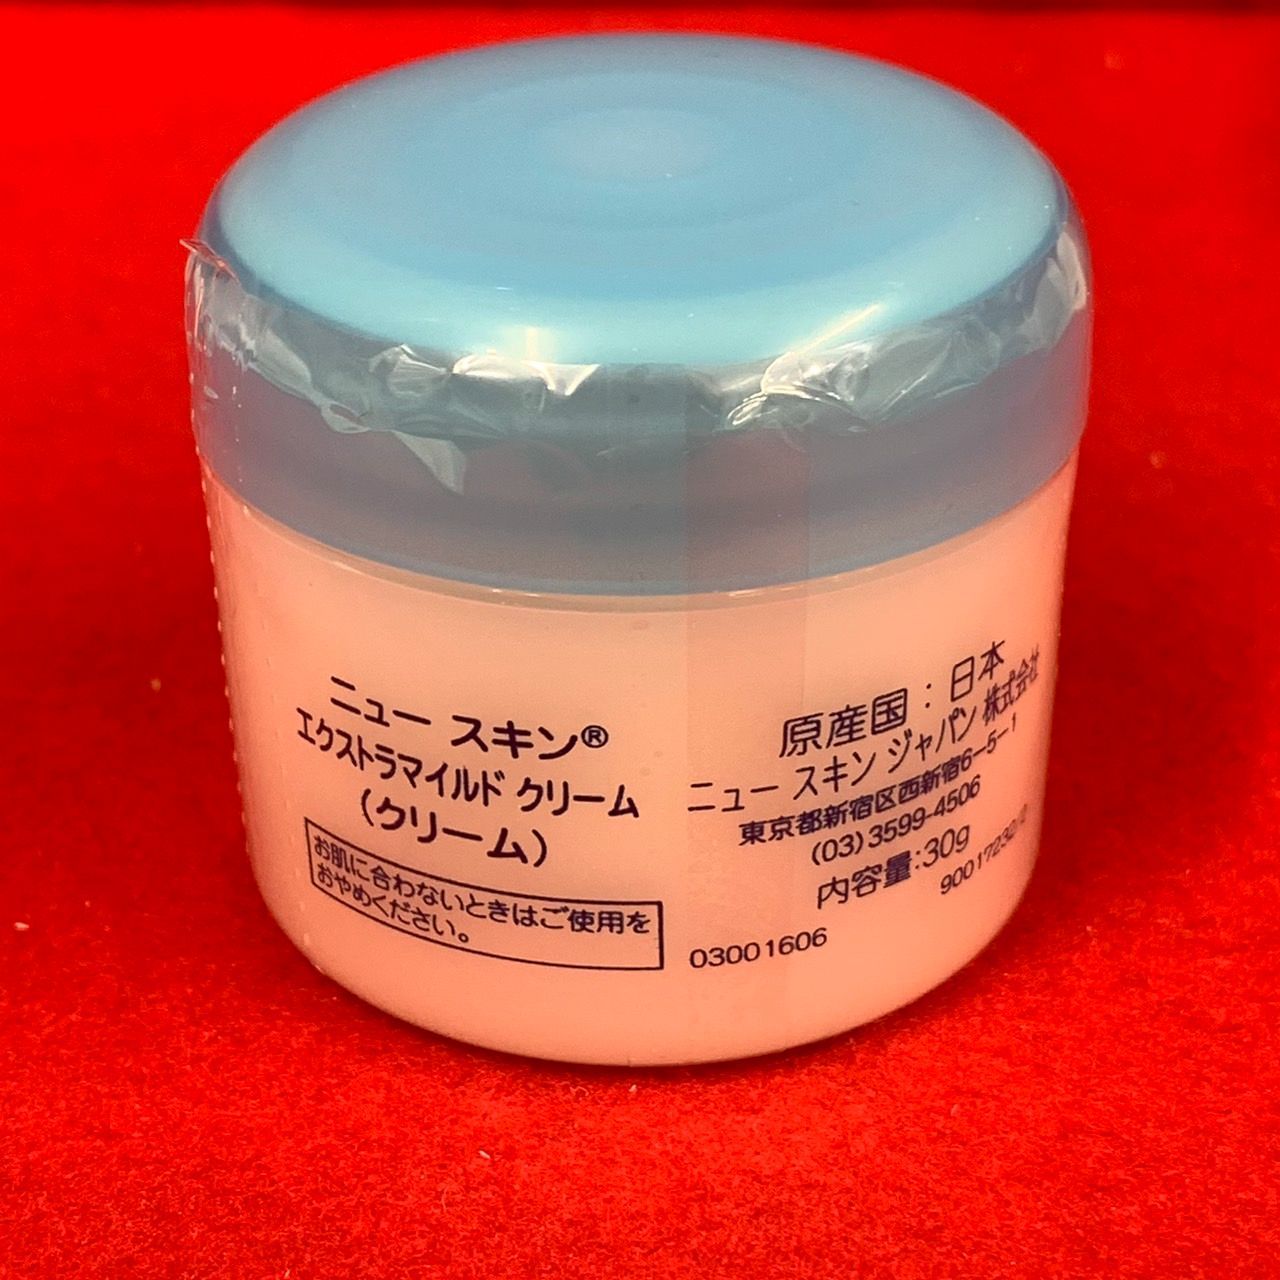 ニュー スキン®
エクストラマイルド クリーム
（クリーム）
お肌に合わないときはご使用を
おやめください。
原産国：日本
ニュー スキン ジャパン 株式会社
東京都新宿区西新宿6-5-1
(03) 3599-4506
内容量:30g
03001606